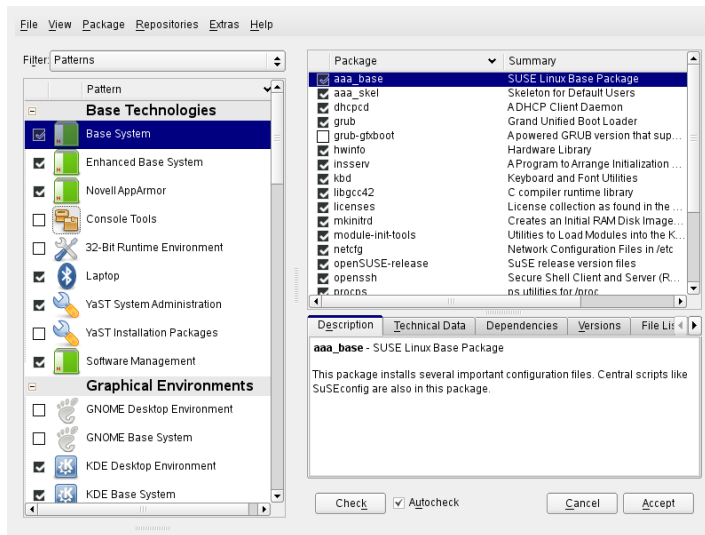 File View Package Repositories Extras Help
Filter: Patterns
Pattern
Base Technologies
Base System
Enhanced Base System
Novell AppArmor
Console Tools
32-Bit Runtime Environment
Laptop
YaST System Administration
YaST Installation Packages
Software Management
Graphical Environments
GNOME Desktop Environment
GNOME Base System
KDE Desktop Environment
KDE Base System
Package Summary
aaa_base SUSE Linux Base Package
aaa_skel Skeleton for Default Users
dhcpcd A DHCP Client Daemon
grub Grand Unified Boot Loader
grub-gfxboot A powered GRUB version that sup...
hwinfo Hardware Library
insserv A Program to Arrange Initialization ...
kbd Keyboard and Font Utilities
libgcc42 C compiler runtime library
licenses License collection as found in the ...
mkinitrd Creates an Initial RAM Disk Image...
module-init-tools Utilities to Load Modules into the K...
netcfg Network Configuration Files in /etc
openSUSE-release SuSE release version files
openssh Secure Shell Client and Server (R...
procps ps utilities for /proc
Description Technical Data Dependencies Versions File Lis
aaa_base - SUSE Linux Base Package
This package installs several important configuration files. Central scripts like
SuSEconfig are also in this package.
Check Autocheck Cancel Accept